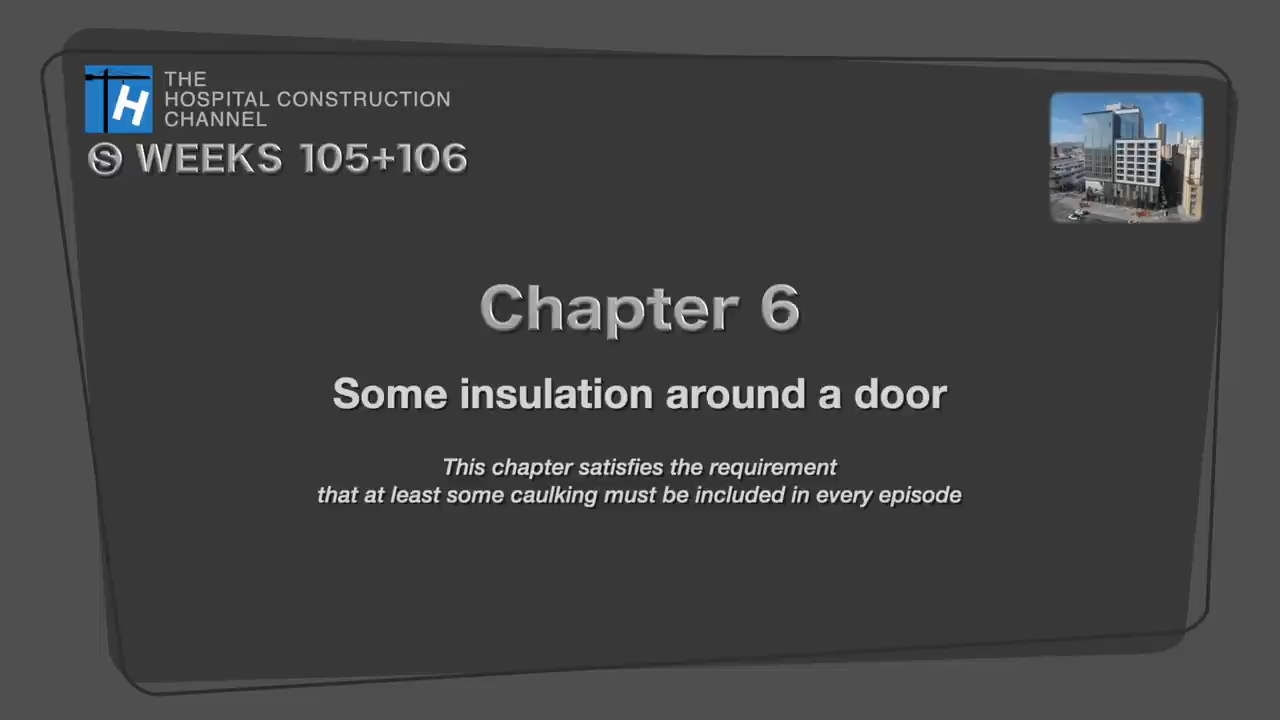 THE
HOSPITAL CONSTRUCTION
CHANNEL
Ⓢ WEEKS 105+106
Chapter 6
Some insulation around a door
This chapter satisfies the requirement
that at least some caulking must be included in every episode